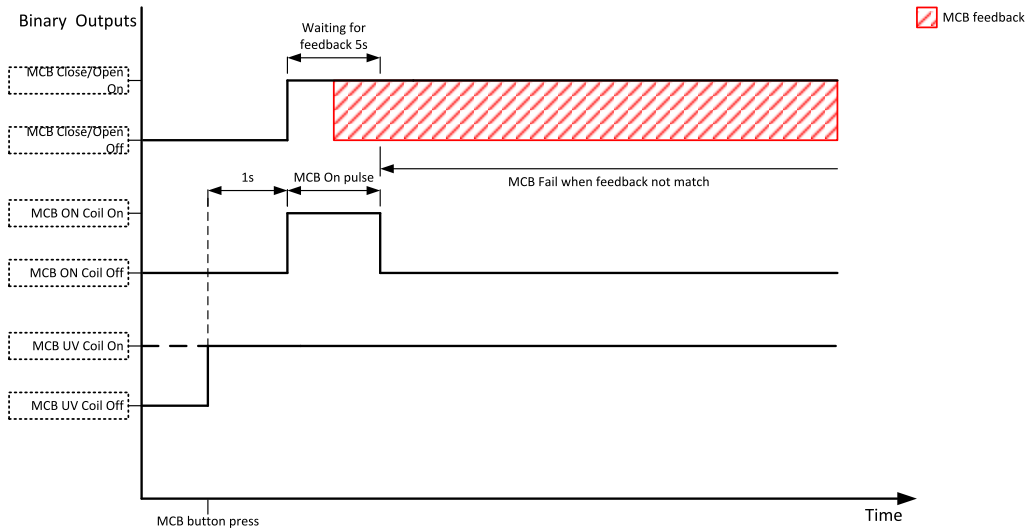 Binary Outputs
MCB feedback
Waiting for
feedback 5s
MCB Close/Open
On
MCB Close/Open
Off
MCB Fail when feedback not match
1s
MCB On pulse
MCB ON Coil On
MCB ON Coil Off
MCB UV Coil On
MCB UV Coil Off
Time
MCB button press